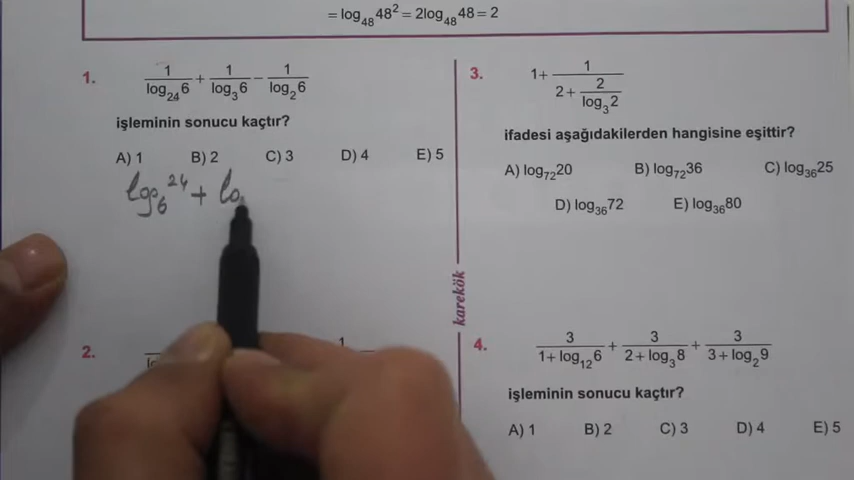 = log₄₈48² = 2log₄₈48 = 2
1. 1/log₂₄6 + 1/log₃6 − 1/log₂6
işleminin sonucu kaçtır?
A) 1 B) 2 C) 3 D) 4 E) 5
log₆²⁴ + lo
2.
karekök
3. 1 + 1/(2 + 2/log₃2)
ifadesi aşağıdakilerden hangisine eşittir?
A) log₇₂20 B) log₇₂36 C) log₃₆25
D) log₃₆72 E) log₃₆80
4. 3/(1 + log₁₂6) + 3/(2 + log₃8) + 3/(3 + log₂9)
işleminin sonucu kaçtır?
A) 1 B) 2 C) 3 D) 4 E) 5